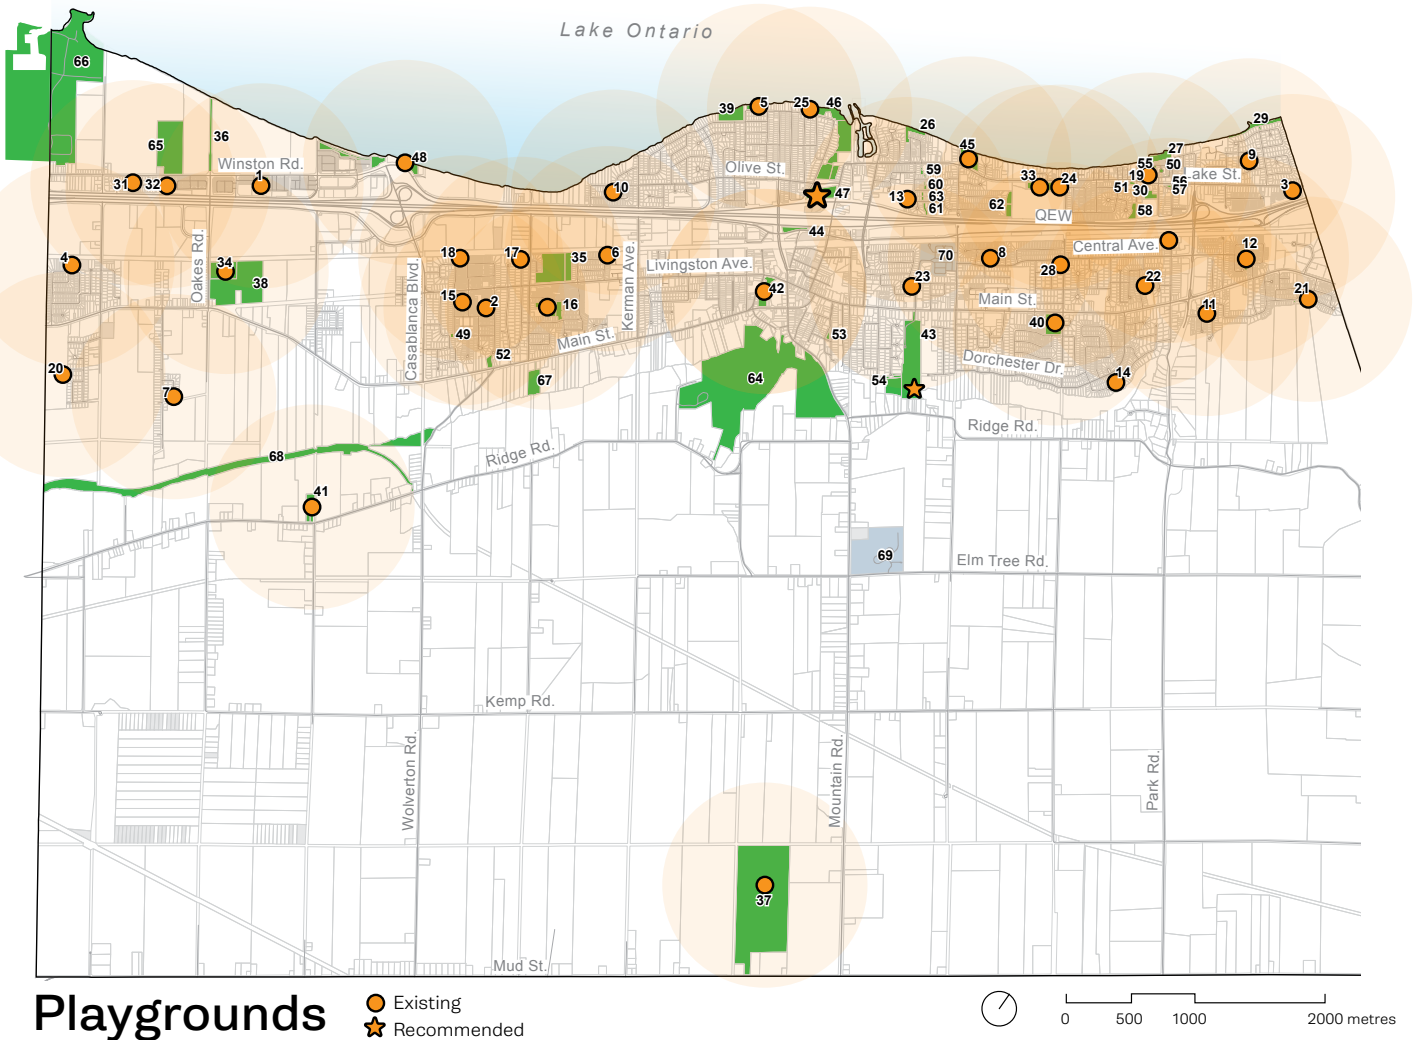 Lake Ontario
66
39
5
25
46
26
29
65
36
Winston Rd.
48
45
27
55
50
9
31
32
1
10
Olive St.
47
13
59
60
63
61
62
33
24
19
51
30
56
57
58
Lake St.
3
QEW
44
4
Oakes Rd.
34
38
18
17
35
6
Kerman Ave.
Livingston Ave.
42
70
8
28
Central Ave.
12
23
22
21
Casablanca Blvd.
15
2
16
49
52
Main St.
Main St.
53
43
40
11
20
7
67
64
54
Dorchester Dr.
14
68
Ridge Rd.
Ridge Rd.
41
69
Elm Tree Rd.
Kemp Rd.
Wolverton Rd.
Mountain Rd.
Park Rd.
37
Mud St.
Playgrounds
Existing
Recommended
0 500 1000 2000 metres